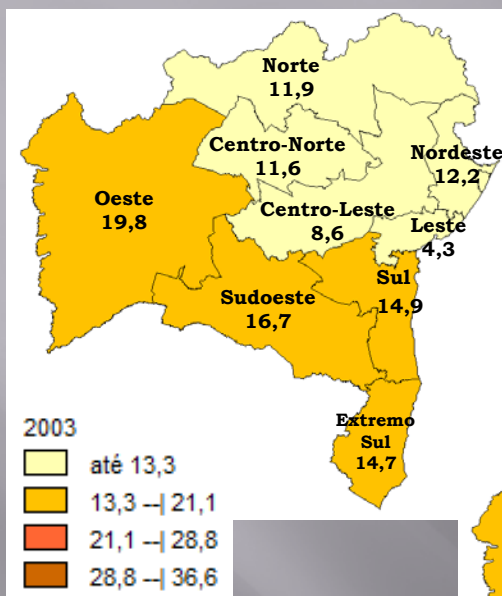 Norte
11,9
Centro-Norte
11,6
Nordeste
12,2
Oeste
19,8
Centro-Leste
8,6
Leste
4,3
Sudoeste
16,7
Sul
14,9
Extremo
Sul
14,7
2003
até 13,3
13,3 --| 21,1
21,1 --| 28,8
28,8 --| 36,6